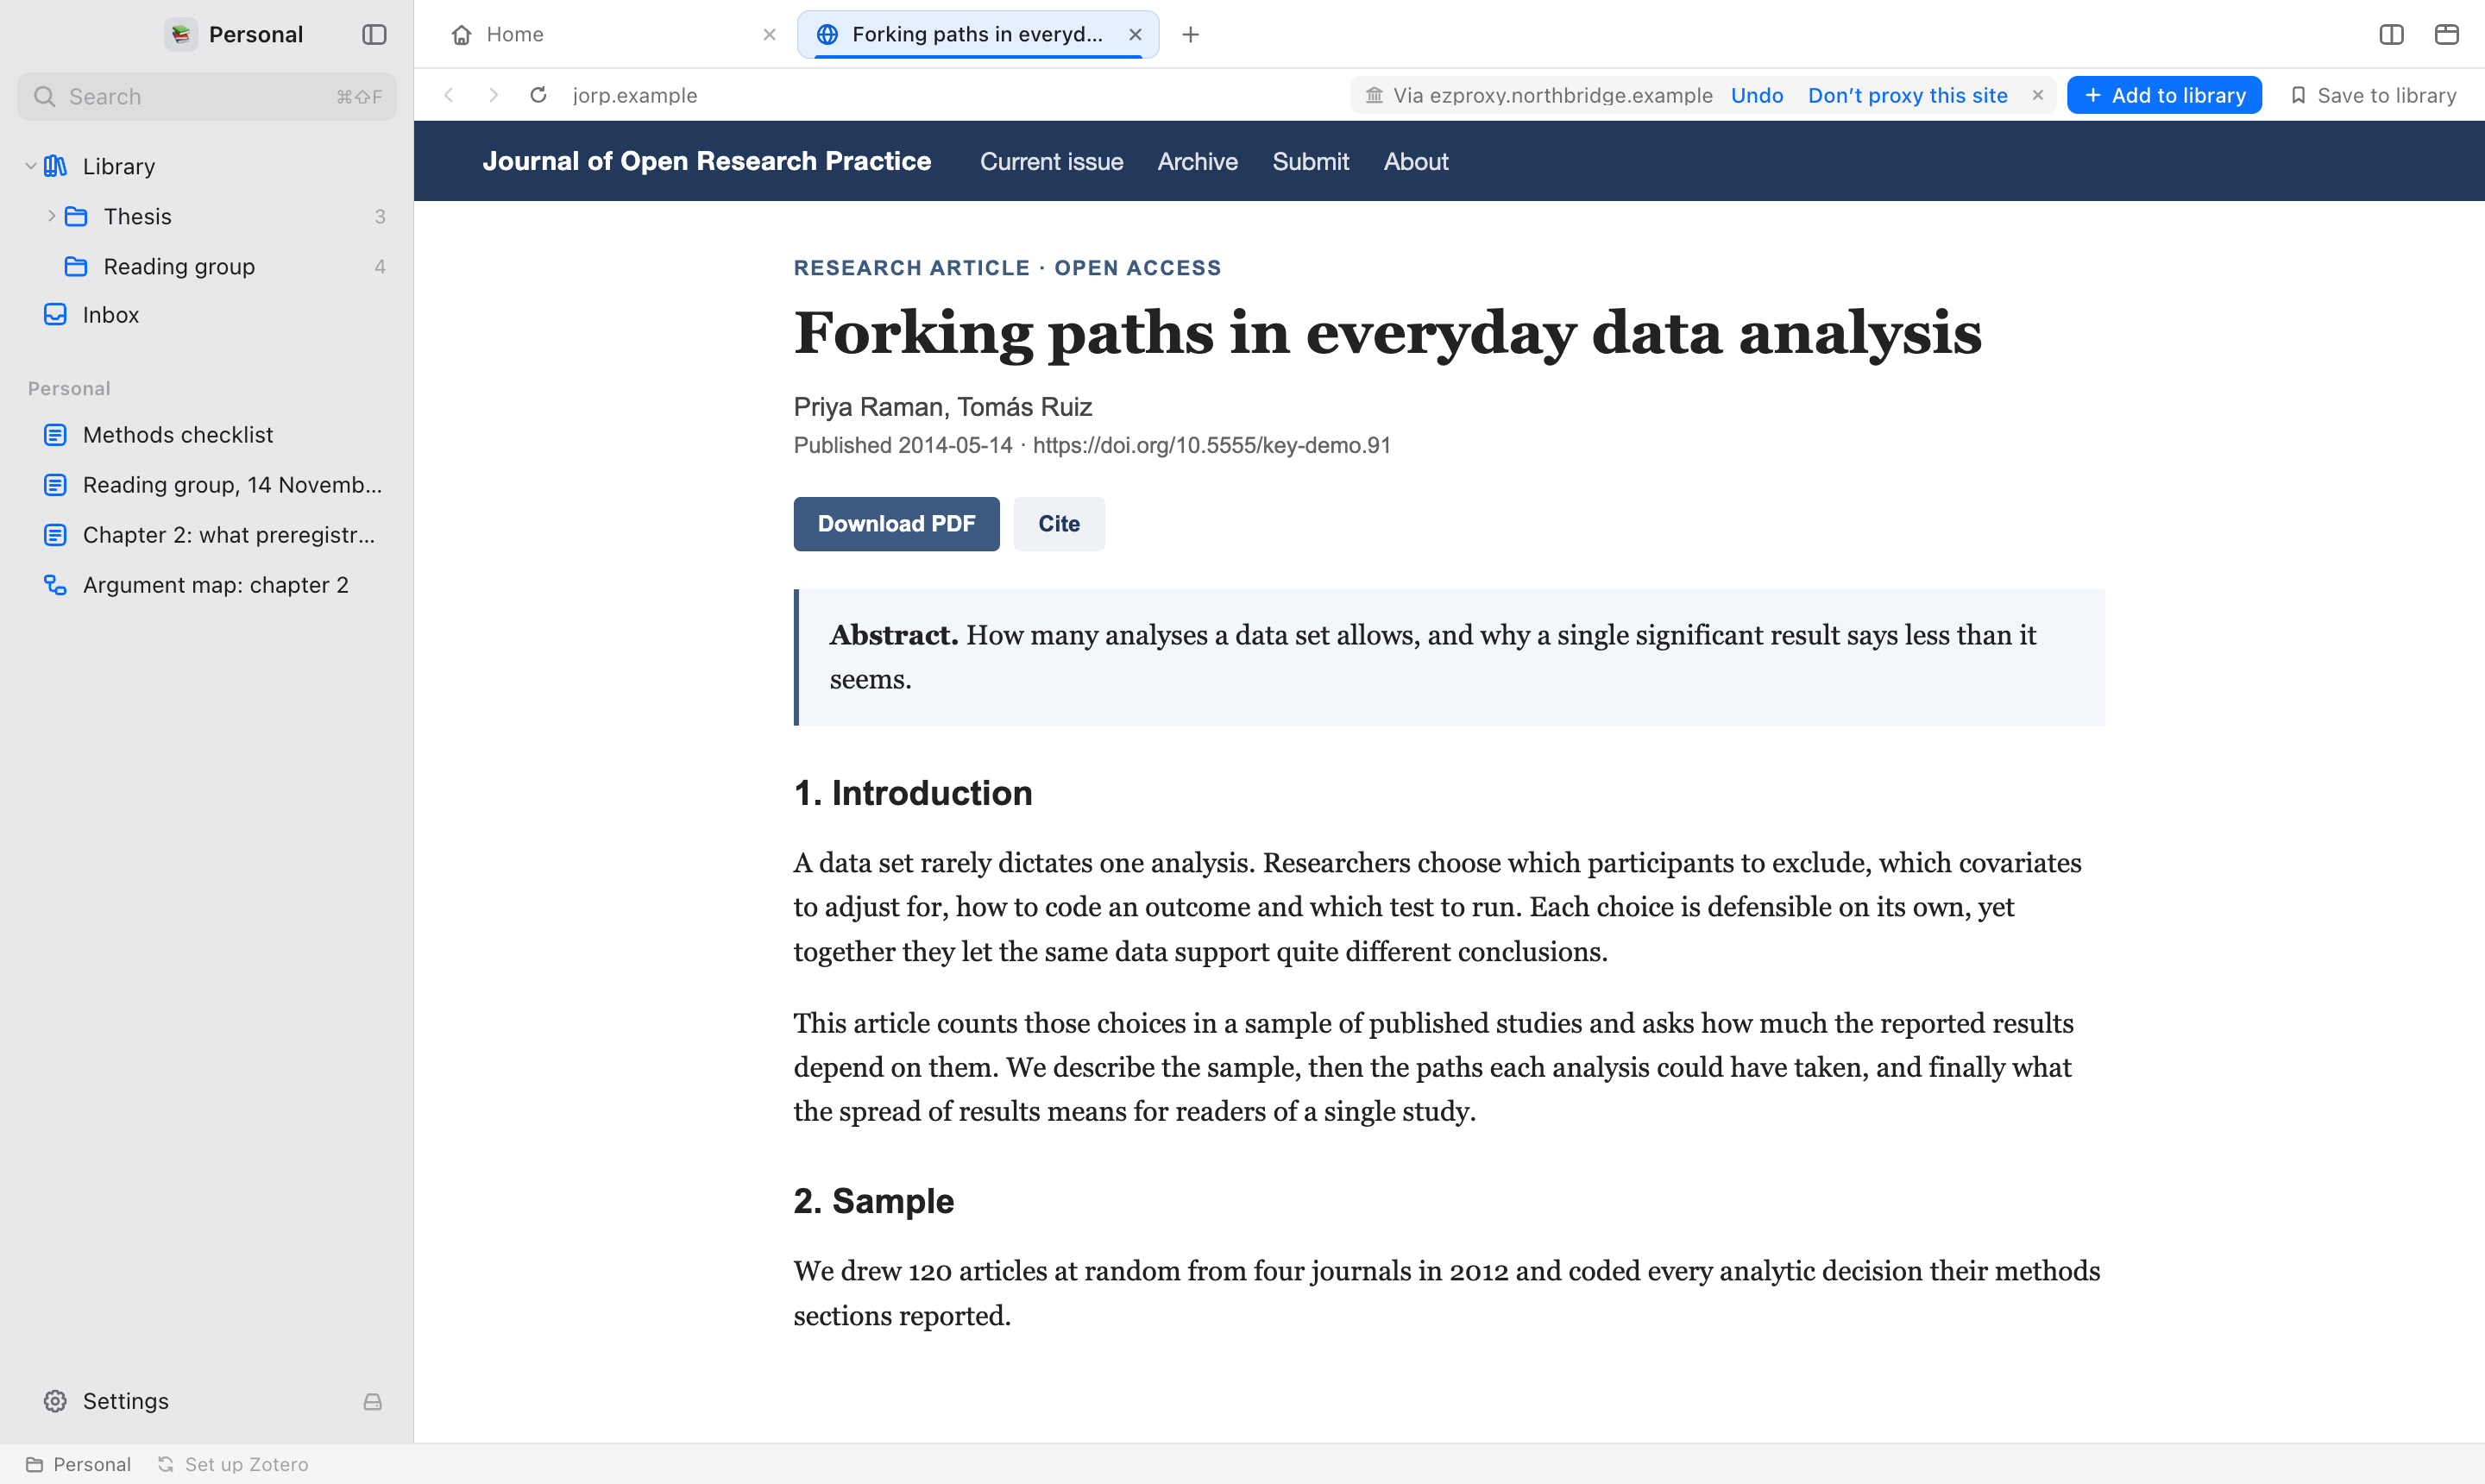 Personal
Search ⌘⇧F
Library
Thesis 3
Reading group 4
Inbox
Personal
Methods checklist
Reading group, 14 Novemb...
Chapter 2: what preregistr...
Argument map: chapter 2
Settings
Personal Set up Zotero
Home
Forking paths in everyd...
jorp.example
Via ezproxy.northbridge.example Undo Don’t proxy this site
Add to library
Save to library
Journal of Open Research Practice Current issue Archive Submit About
RESEARCH ARTICLE · OPEN ACCESS
Forking paths in everyday data analysis
Priya Raman, Tomás Ruiz
Published 2014-05-14 · https://doi.org/10.5555/key-demo.91
Download PDF Cite
Abstract. How many analyses a data set allows, and why a single significant result says less than it
seems.
1. Introduction
A data set rarely dictates one analysis. Researchers choose which participants to exclude, which covariates
to adjust for, how to code an outcome and which test to run. Each choice is defensible on its own, yet
together they let the same data support quite different conclusions.
This article counts those choices in a sample of published studies and asks how much the reported results
depend on them. We describe the sample, then the paths each analysis could have taken, and finally what
the spread of results means for readers of a single study.
2. Sample
We drew 120 articles at random from four journals in 2012 and coded every analytic decision their methods
sections reported.